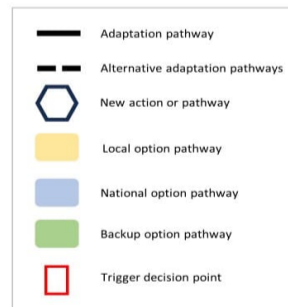 Adaptation pathway
Alternative adaptation pathways
New action or pathway
Local option pathway
National option pathway
Backup option pathway
Trigger decision point